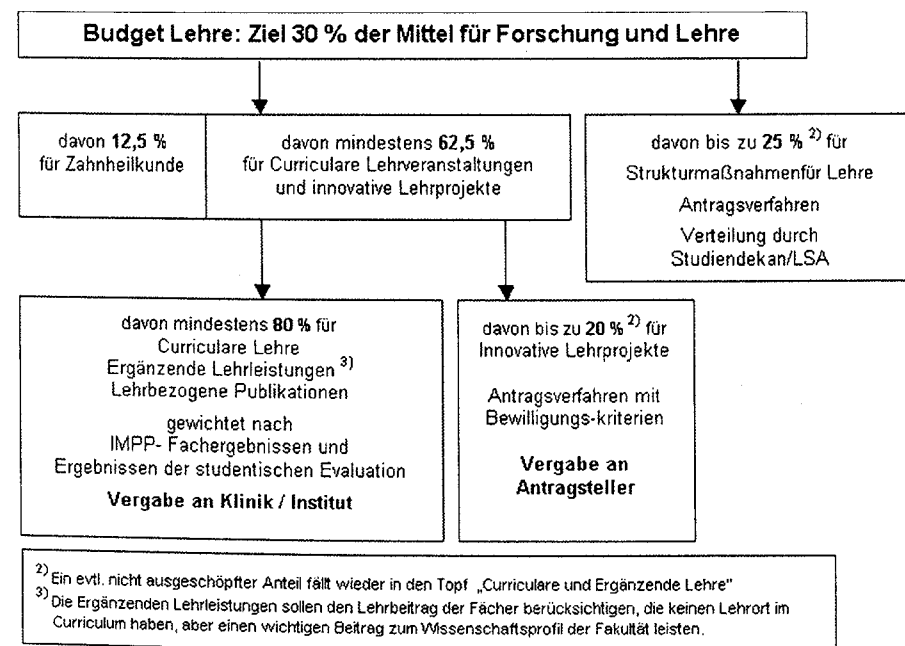 Budget Lehre: Ziel 30 % der Mittel für Forschung und Lehre
davon 12,5 %
für Zahnheilkunde
davon mindestens 62,5 %
für Curriculare Lehrveranstaltungen
und innovative Lehrprojekte
davon bis zu 25 % 2) für
Strukturmaßnahmenfür Lehre
Antragsverfahren
Verteilung durch
Studiendekan/LSA
davon mindestens 80 % für
Curriculare Lehre
Ergänzende Lehrleistungen 3)
Lehrbezogene Publikationen
gewichtet nach
IMPP- Fachergebnissen und
Ergebnissen der studentischen Evaluation
Vergabe an Klinik / Institut
davon bis zu 20 % 2) für
Innovative Lehrprojekte
Antragsverfahren mit
Bewilligungs-kriterien
Vergabe an
Antragsteller
2) Ein evtl. nicht ausgeschöpfter Anteil fällt wieder in den Topf „Curriculare und Ergänzende Lehre"
3) Die Ergänzenden Lehrleistungen sollen den Lehrbeitrag der Fächer berücksichtigen, die keinen Lehrort im
Curriculum haben, aber einen wichtigen Beitrag zum Wissenschaftsprofil der Fakultät leisten.